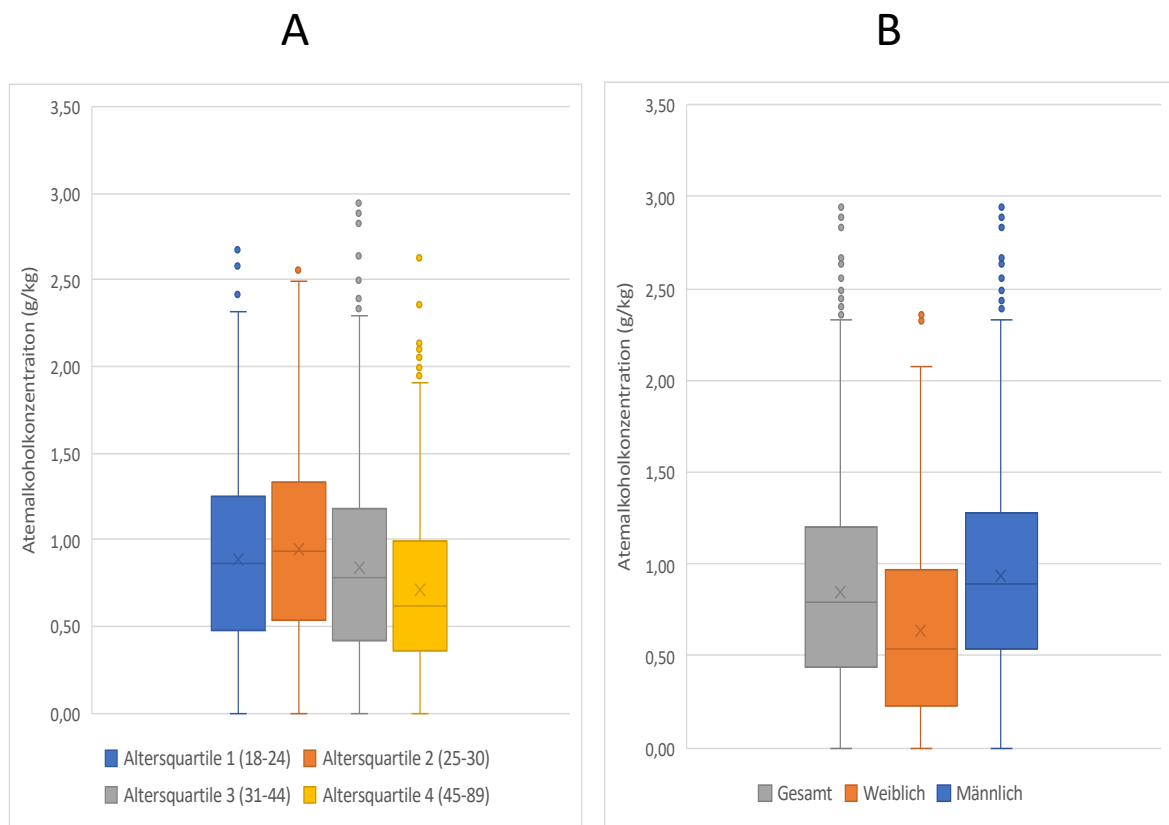 A
B
Atemalkoholkonzentraiton (g/kg)
3,50
3,00
2,50
2,00
1,50
1,00
0,50
0,00
Altersquartile 1 (18-24) Altersquartile 2 (25-30)
Altersquartile 3 (31-44) Altersquartile 4 (45-89)
Atemalkoholkonzentration (g/kg)
3,50
3,00
2,50
2,00
1,50
1,00
0,50
0,00
Gesamt Weiblich Männlich